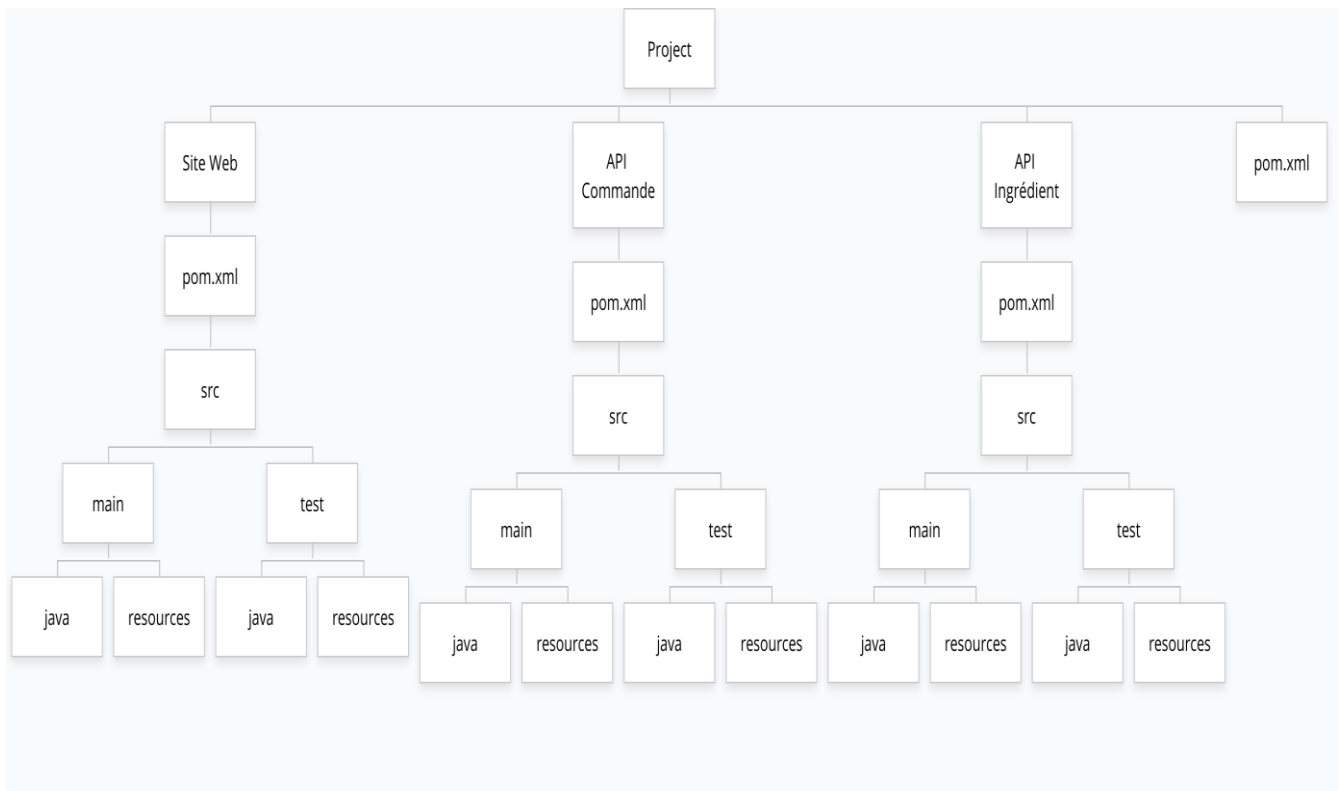 Project
Site Web
API
Commande
API
Ingrédient
pom.xml
pom.xml
pom.xml
pom.xml
src
src
src
main
test
main
test
main
test
java
resources
java
resources
java
resources
java
resources
java
resources
java
resources